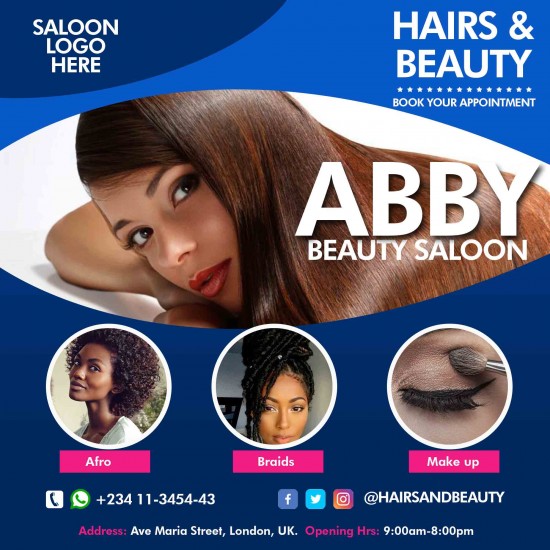 SALOON
LOGO
HERE
HAIRS &
BEAUTY
BOOK YOUR APPOINTMENT
ABBY
BEAUTY SALOON
Afro
Braids
Make up
+234 11-3454-43
@HAIRSANDBEAUTY
Address: Ave Maria Street, London, UK. Opening Hrs: 9:00am-8:00pm